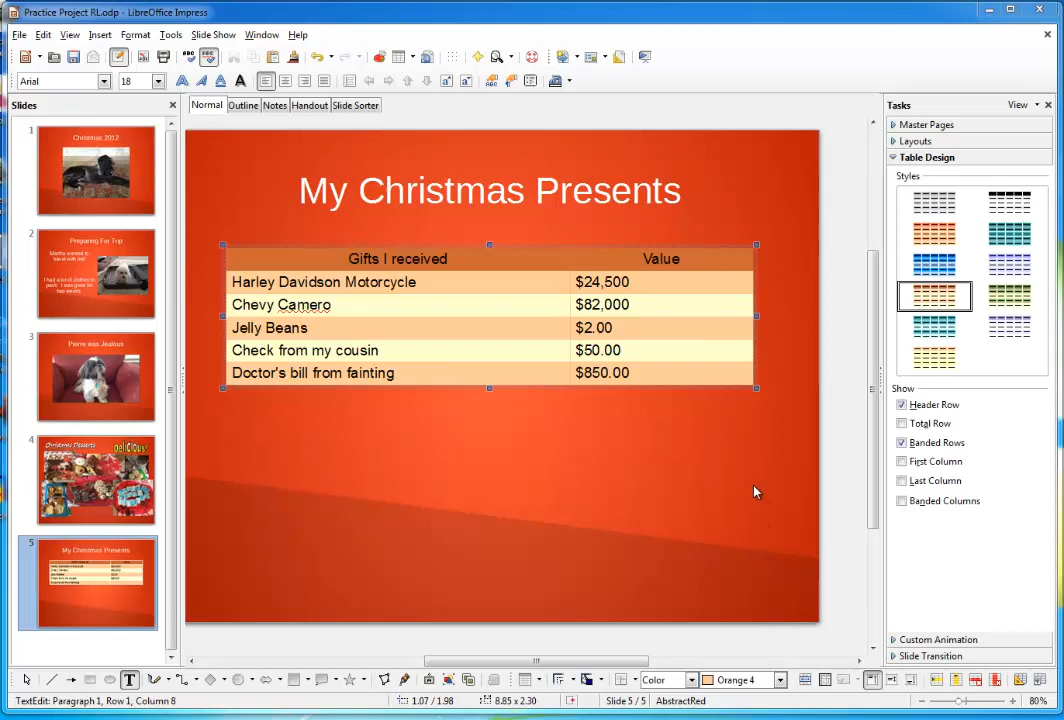 Practice Project RL.odp - LibreOffice Impress
File Edit View Insert Format Tools Slide Show Window Help
Arial 18
Slides
Normal Outline Notes Handout Slide Sorter
Tasks View
Master Pages
Layouts
Table Design
Styles
1
Christmas 2012
2
Preparing For Trip
3
Pierre was Jealous
4
Delicious!
5
My Christmas Presents
My Christmas Presents
Gifts I received Value
Harley Davidson Motorcycle $24,500
Chevy Camero $82,000
Jelly Beans $2.00
Check from my cousin $50.00
Doctor's bill from fainting $850.00
Show
Header Row
Total Row
Banded Rows
First Column
Last Column
Banded Columns
Custom Animation
Slide Transition
Color Orange 4
TextEdit: Paragraph 1, Row 1, Column 8 1.07 / 1.98 8.85 x 2.30 Slide 5 / 5 AbstractRed 80%